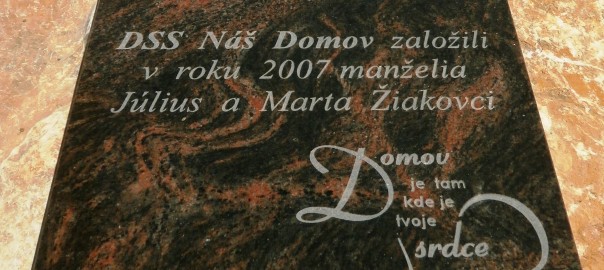 DSS Náš Domov založili
v roku 2007 manželia
Július a Marta Žiakovci
Domov
je tam
kde je
tvoje
srdce